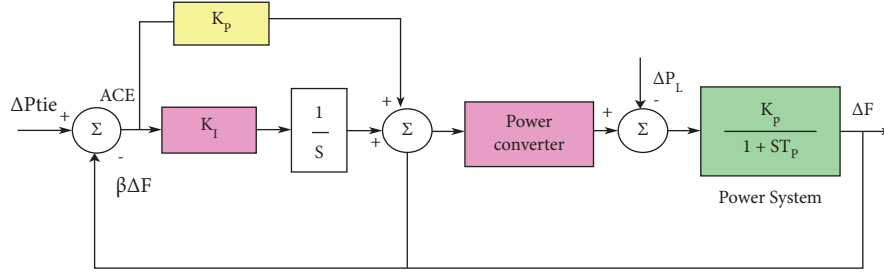 K_P
ΔPtie
+
Σ
ACE
-
βΔF
K_I
1
S
+
+
Σ
Power
converter
+
Σ
ΔP_L
-
K_p
1 + ST_P
ΔF
Power System